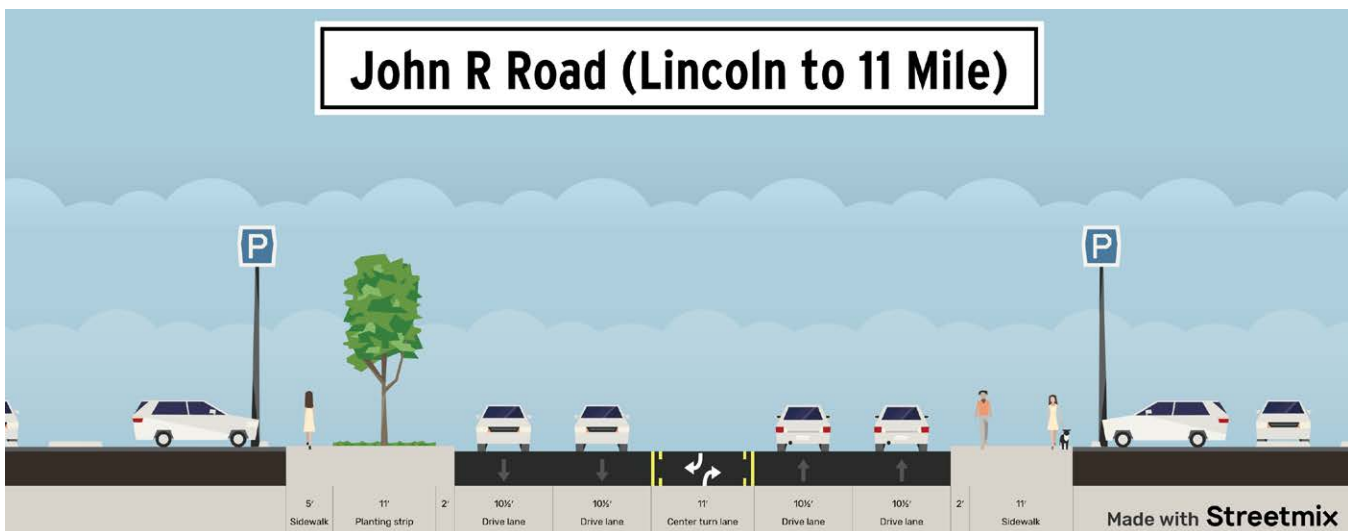 John R Road (Lincoln to 11 Mile)
P
P
5' 11' 2' 10½' 10½' 11' 10½' 10½' 2' 11'
Sidewalk Planting strip Drive lane Drive lane Center turn lane Drive lane Drive lane Sidewalk
Made with Streetmix